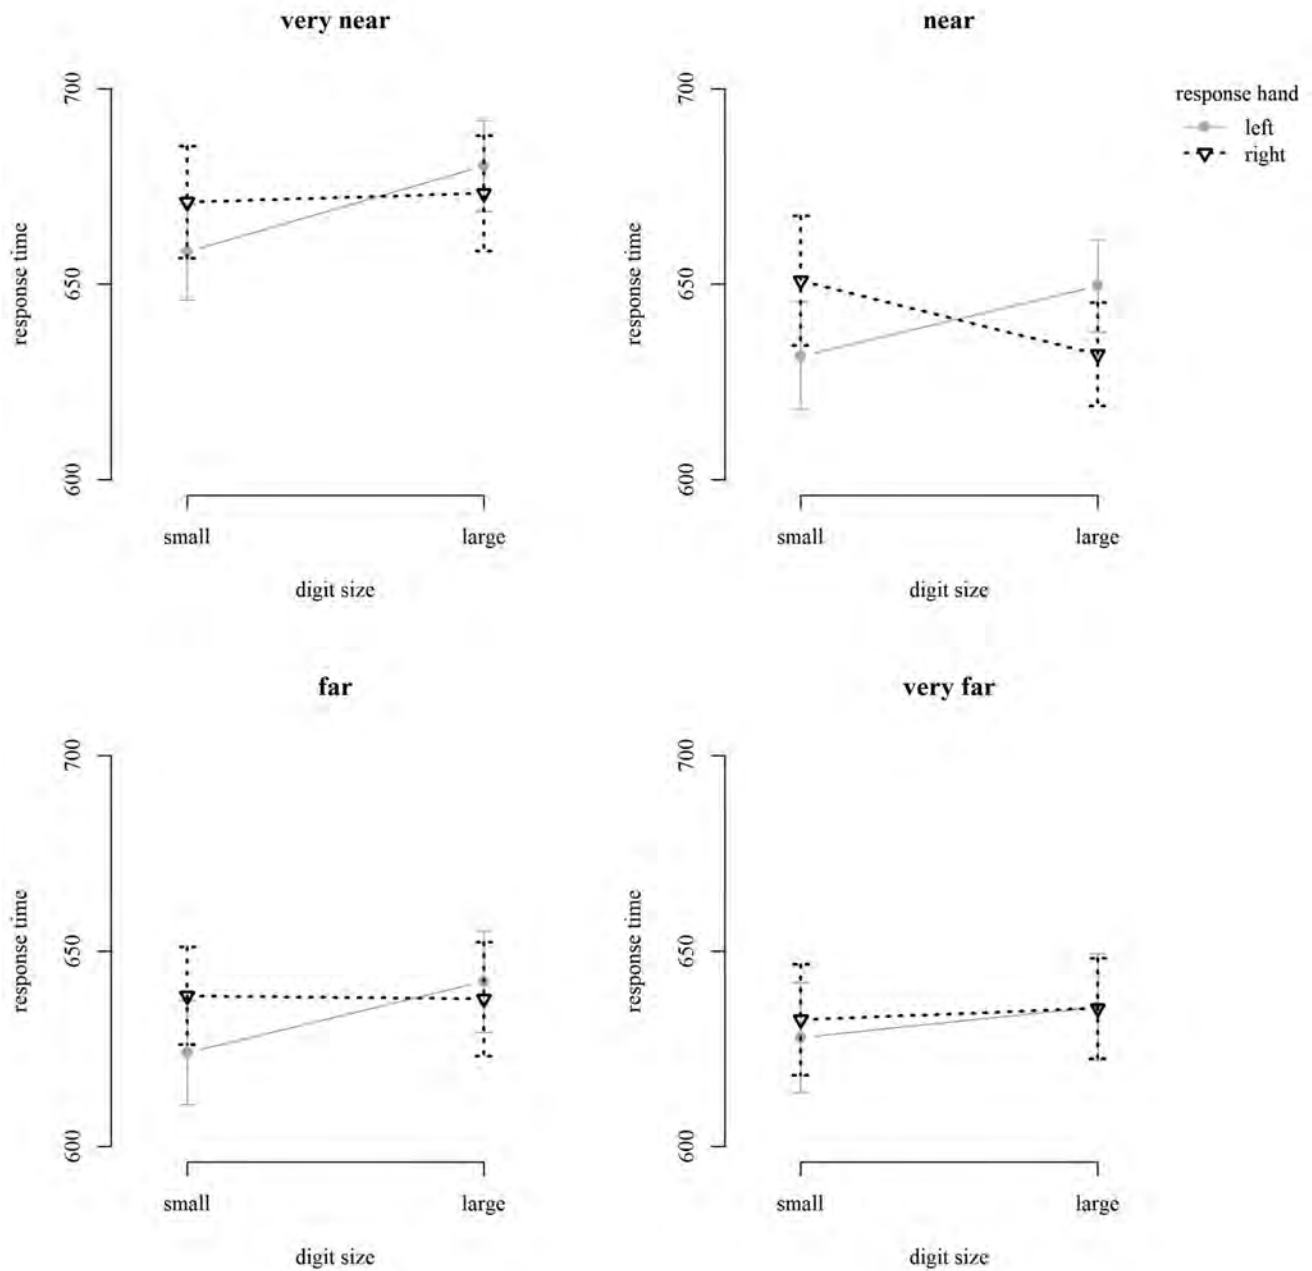 very near
near
response time
700
650
600
small
large
digit size
response time
700
650
600
small
large
digit size
response hand
left
right
far
very far
response time
700
650
600
small
large
digit size
response time
700
650
600
small
large
digit size